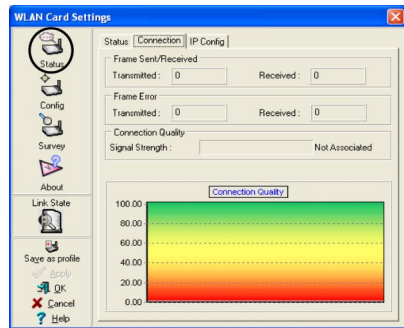 WLAN Card Settings
Status
Config
Survey
About
Link State
Save as profile
Apply
OK
Cancel
Help
Status Connection IP Config
Frame Sent/Received
Transmitted : 0 Received : 0
Frame Error
Transmitted : 0 Received : 0
Connection Quality
Signal Strength : Not Associated
Connection Quality
100.00
80.00
60.00
40.00
20.00
0.00